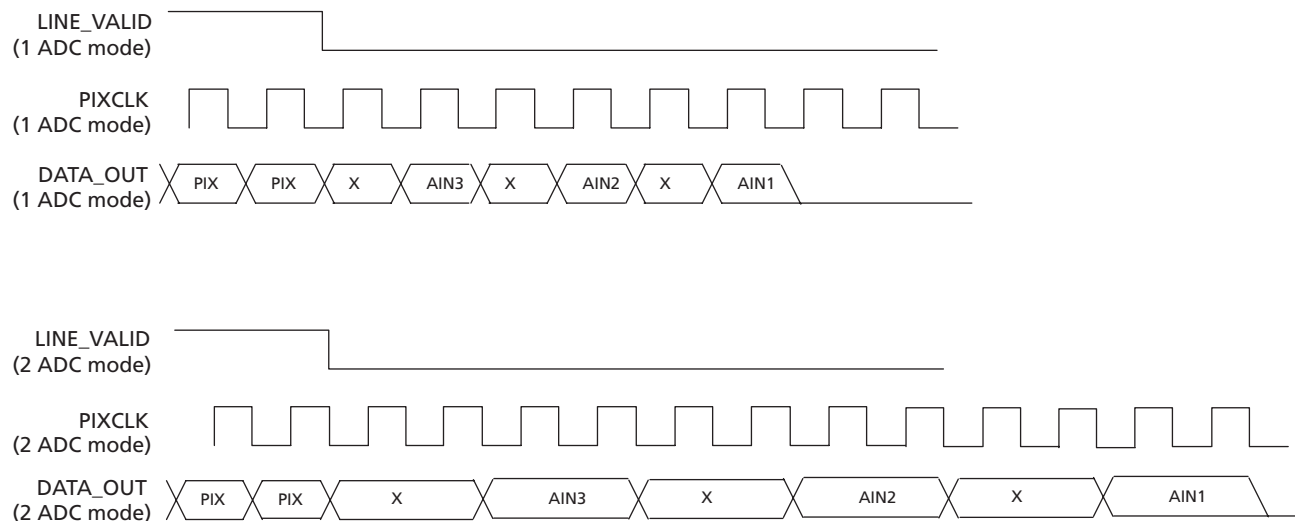 LINE_VALID
(1 ADC mode)
PIXCLK
(1 ADC mode)
DATA_OUT
(1 ADC mode)
PIX PIX X AIN3 X AIN2 X AIN1
LINE_VALID
(2 ADC mode)
PIXCLK
(2 ADC mode)
DATA_OUT
(2 ADC mode)
PIX PIX X AIN3 X AIN2 X AIN1